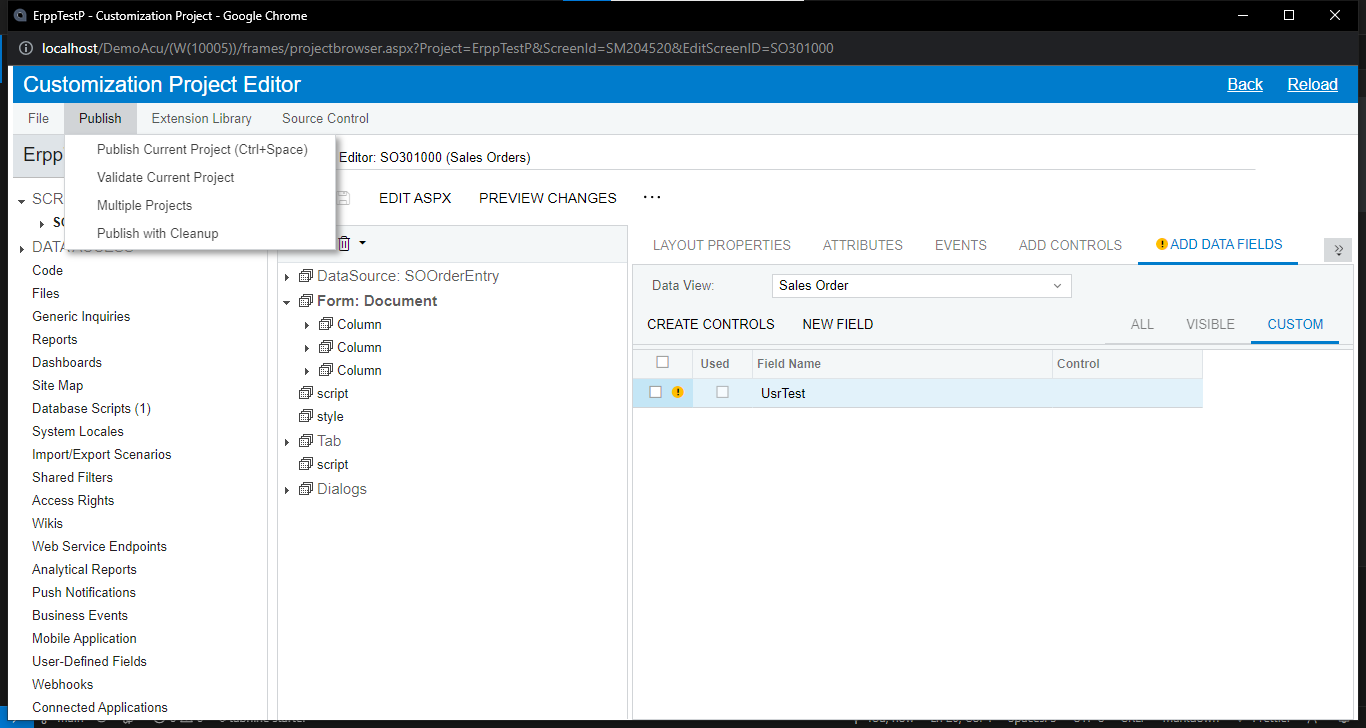 ErppTestP - Customization Project - Google Chrome
localhost/DemoAcu/(W(10005))/frames/projectbrowser.aspx?Project=ErppTestP&ScreenId=SM204520&EditScreenID=SO301000
Customization Project Editor
Back Reload
File Publish Extension Library Source Control
Publish Current Project (Ctrl+Space)
Validate Current Project
Multiple Projects
Publish with Cleanup
Erpp
Editor: SO301000 (Sales Orders)
EDIT ASPX PREVIEW CHANGES ...
SCR
SO
DATA ACCESS
Code
Files
Generic Inquiries
Reports
Dashboards
Site Map
Database Scripts (1)
System Locales
Import/Export Scenarios
Shared Filters
Access Rights
Wikis
Web Service Endpoints
Analytical Reports
Push Notifications
Business Events
Mobile Application
User-Defined Fields
Webhooks
Connected Applications
DataSource: SOOrderEntry
Form: Document
Column
Column
Column
script
style
Tab
script
Dialogs
LAYOUT PROPERTIES ATTRIBUTES EVENTS ADD CONTROLS ADD DATA FIELDS
Data View: Sales Order
CREATE CONTROLS NEW FIELD ALL VISIBLE CUSTOM
Used Field Name Control
UsrTest